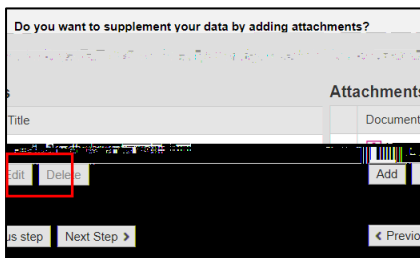 Do you want to supplement your data by adding attachments?
s Attachments
Title Document
Edit Delete Add
us step Next Step > < Previo